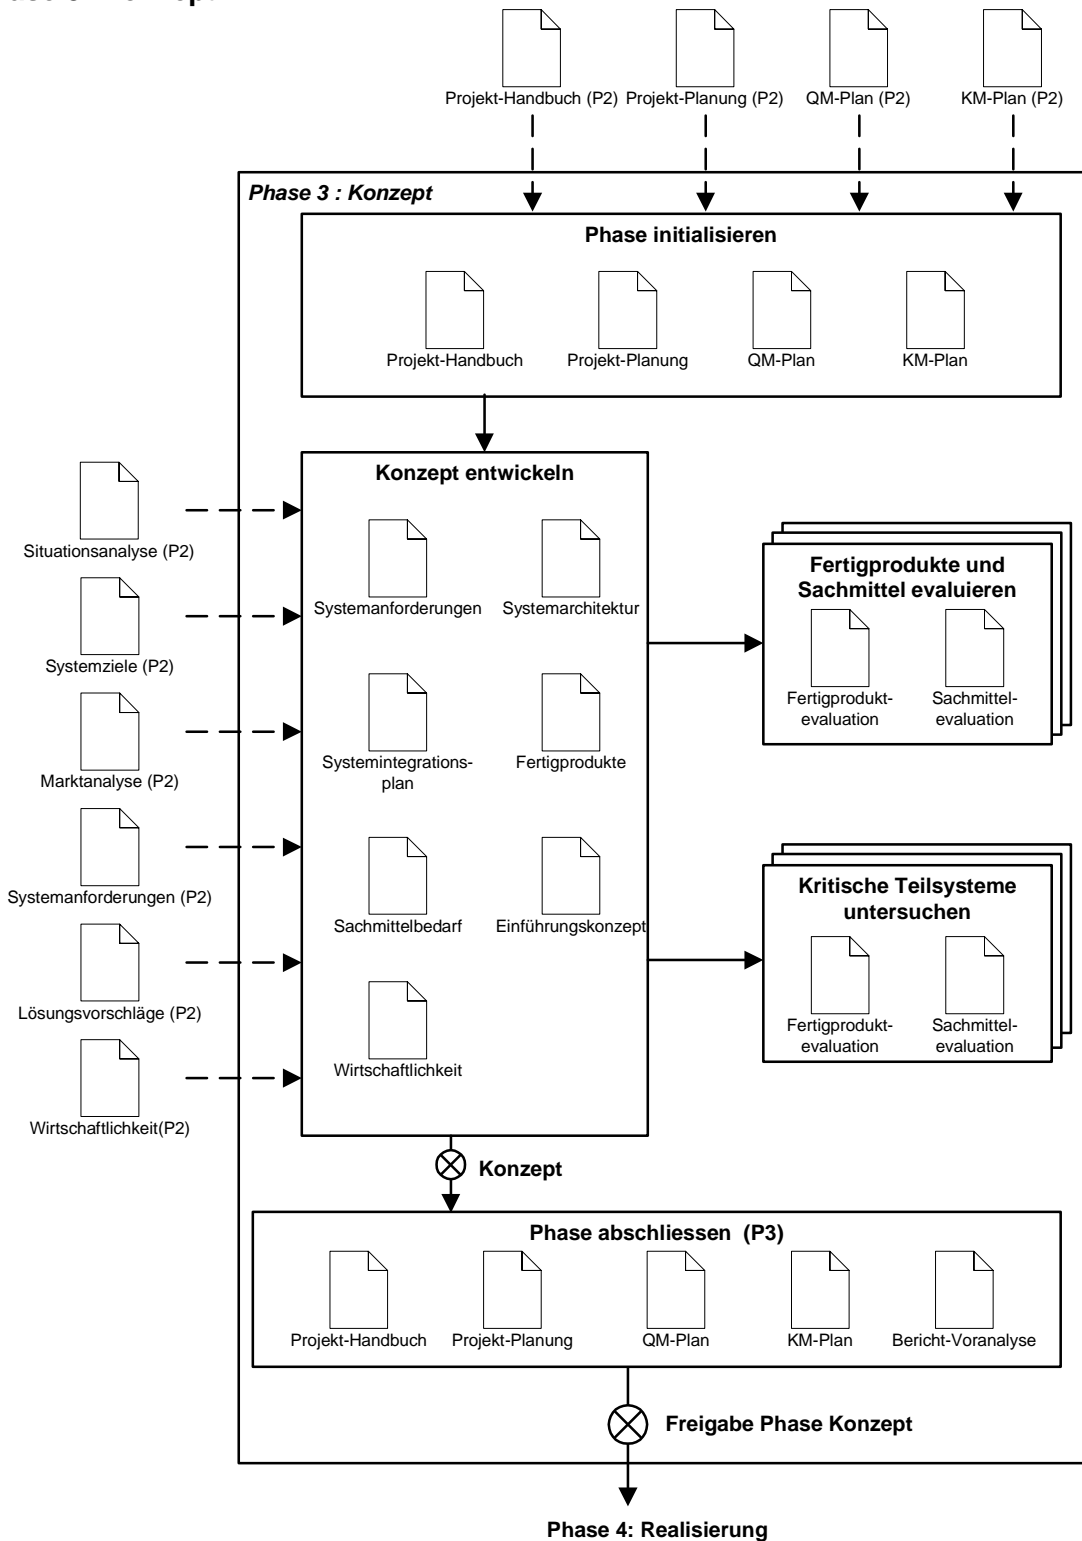 Projekt-Handbuch (P2) Projekt-Planung (P2) QM-Plan (P2) KM-Plan (P2)
Phase 3 : Konzept
Phase initialisieren
Projekt-Handbuch Projekt-Planung QM-Plan KM-Plan
Konzept entwickeln
Situationsanalyse (P2)
Systemziele (P2)
Marktanalyse (P2)
Systemanforderungen (P2)
Lösungsvorschläge (P2)
Wirtschaftlichkeit(P2)
Systemanforderungen Systemarchitektur
Systemintegrations-
plan
Fertigprodukte
Sachmittelbedarf Einführungskonzept
Wirtschaftlichkeit
Fertigprodukte und
Sachmittel evaluieren
Fertigprodukt-
evaluation
Sachmittel-
evaluation
Kritische Teilsysteme
untersuchen
Fertigprodukt-
evaluation
Sachmittel-
evaluation
Konzept
Phase abschliessen (P3)
Projekt-Handbuch Projekt-Planung QM-Plan KM-Plan Bericht-Voranalyse
Freigabe Phase Konzept
Phase 4: Realisierung